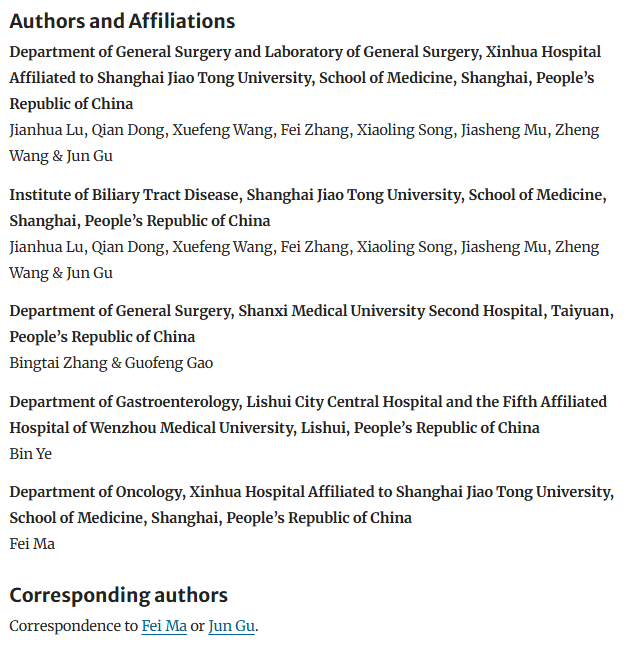 Authors and Affiliations
Department of General Surgery and Laboratory of General Surgery, Xinhua Hospital
Affiliated to Shanghai Jiao Tong University, School of Medicine, Shanghai, People’s
Republic of China
Jianhua Lu, Qian Dong, Xuefeng Wang, Fei Zhang, Xiaoling Song, Jiasheng Mu, Zheng
Wang & Jun Gu
Institute of Biliary Tract Disease, Shanghai Jiao Tong University, School of Medicine,
Shanghai, People’s Republic of China
Jianhua Lu, Qian Dong, Xuefeng Wang, Fei Zhang, Xiaoling Song, Jiasheng Mu, Zheng
Wang & Jun Gu
Department of General Surgery, Shanxi Medical University Second Hospital, Taiyuan,
People’s Republic of China
Bingtai Zhang & Guofeng Gao
Department of Gastroenterology, Lishui City Central Hospital and the Fifth Affiliated
Hospital of Wenzhou Medical University, Lishui, People’s Republic of China
Bin Ye
Department of Oncology, Xinhua Hospital Affiliated to Shanghai Jiao Tong University,
School of Medicine, Shanghai, People’s Republic of China
Fei Ma
Corresponding authors
Correspondence to Fei Ma or Jun Gu.